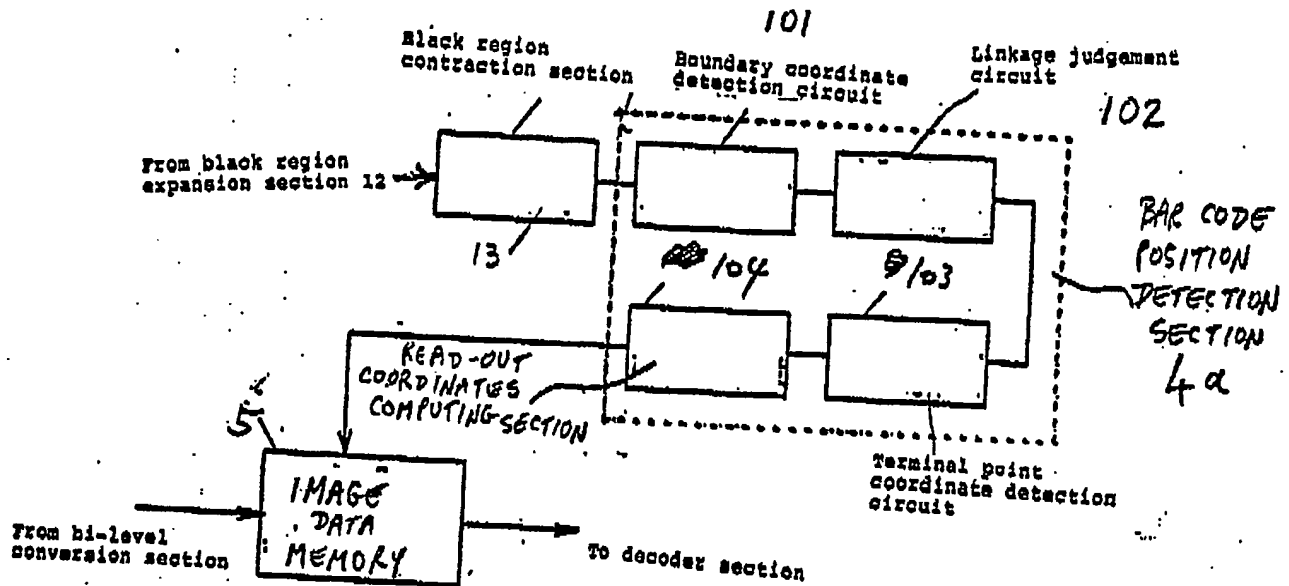 101
Black region
contraction section
Boundary coordinate
detection circuit
Linkage judgement
circuit
102
From black region
expansion section 12
13
104
103
BAR CODE
POSITION
DETECTION
SECTION
4a
READ-OUT
COORDINATES
COMPUTING SECTION
5
IMAGE
DATA
MEMORY
Terminal point
coordinate detection
circuit
From bi-level
conversion section
To decoder section